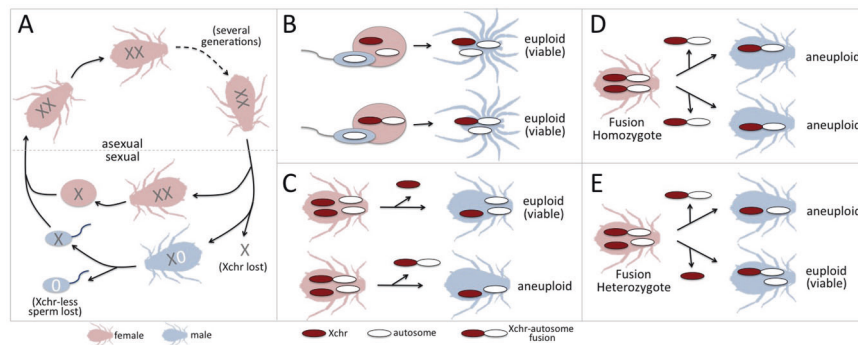 A
XX
(several
generations)
XX
XX
asexual
sexual
X
XX
X
X0
X
(Xchr lost)
0
(Xchr-less
sperm lost)
B
euploid
(viable)
euploid
(viable)
C
euploid
(viable)
aneuploid
D
Fusion
Homozygote
aneuploid
aneuploid
E
Fusion
Heterozygote
aneuploid
euploid
(viable)
female
male
Xchr
autosome
Xchr-autosome
fusion